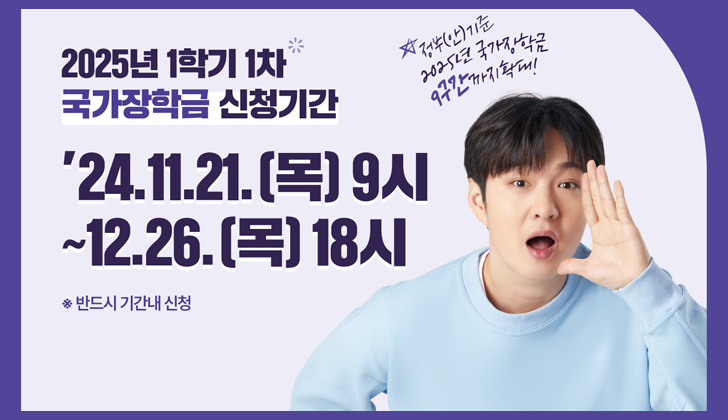 2025년 1학기 1차
국가장학금 신청기간
'24.11.21.(목) 9시
~12.26.(목) 18시
※ 반드시 기간내 신청
☆정부(안)기준
2025년 국가장학금
9구간까지확대!